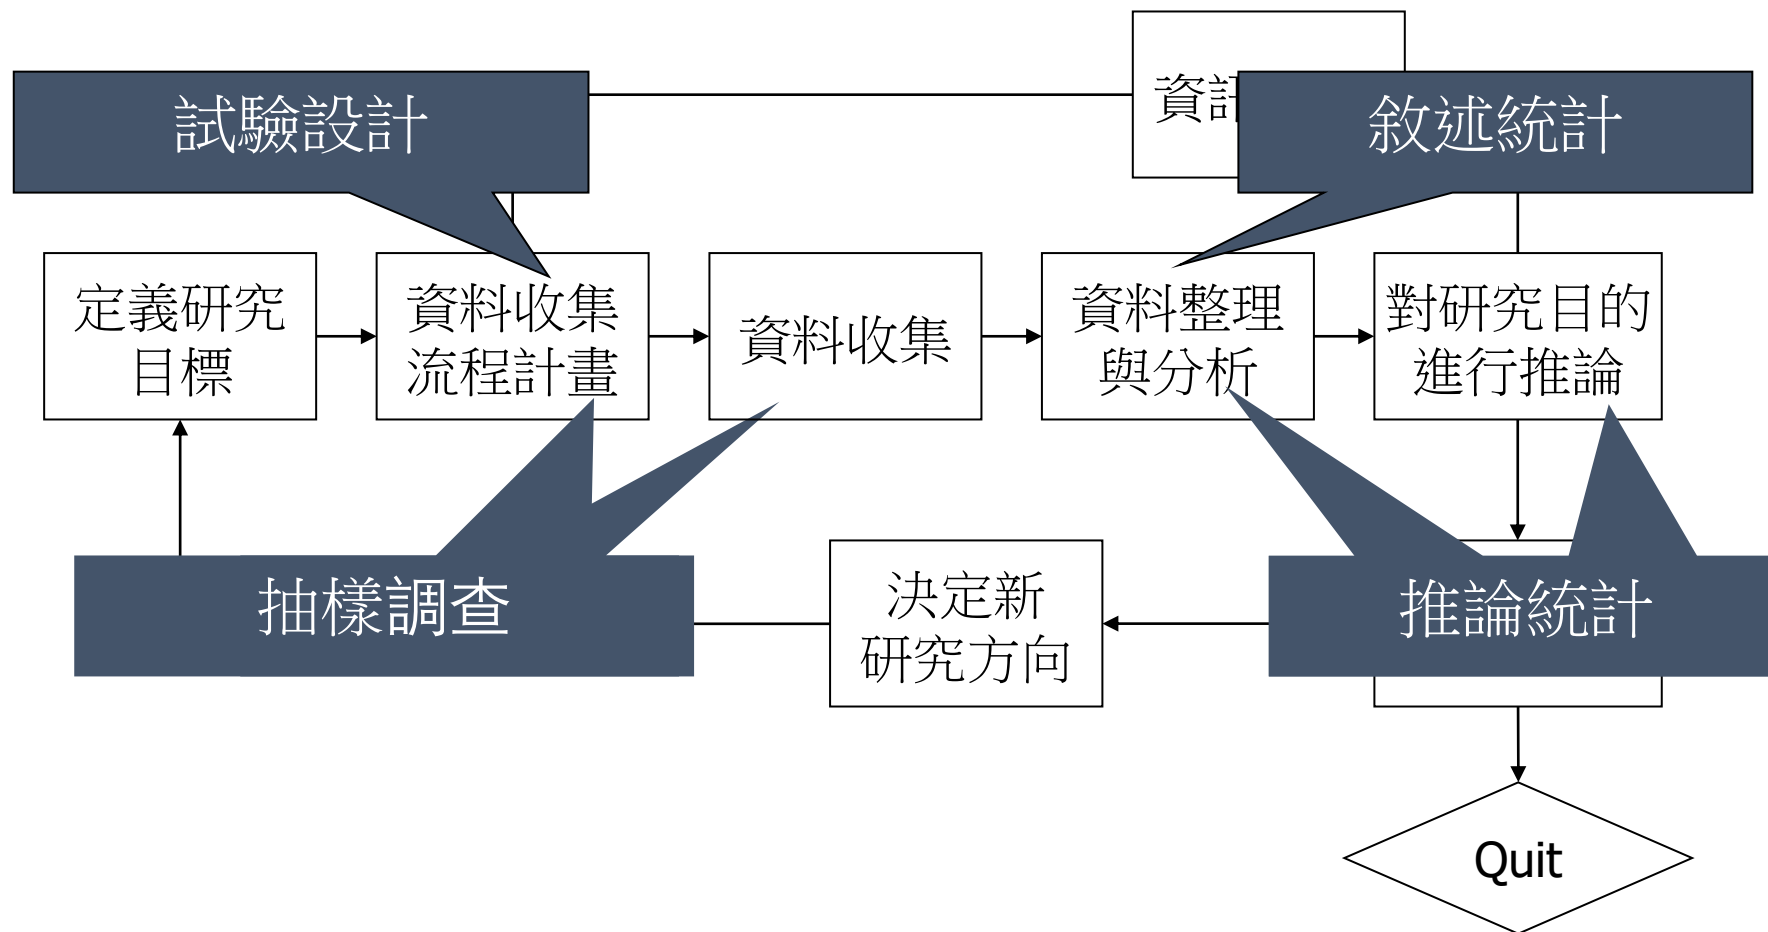 試驗設計
資
敘述統計
定義研究
目標
資料收集
流程計畫
資料收集
資料整理
與分析
對研究目的
進行推論
抽樣調查
決定新
研究方向
推論統計
Quit